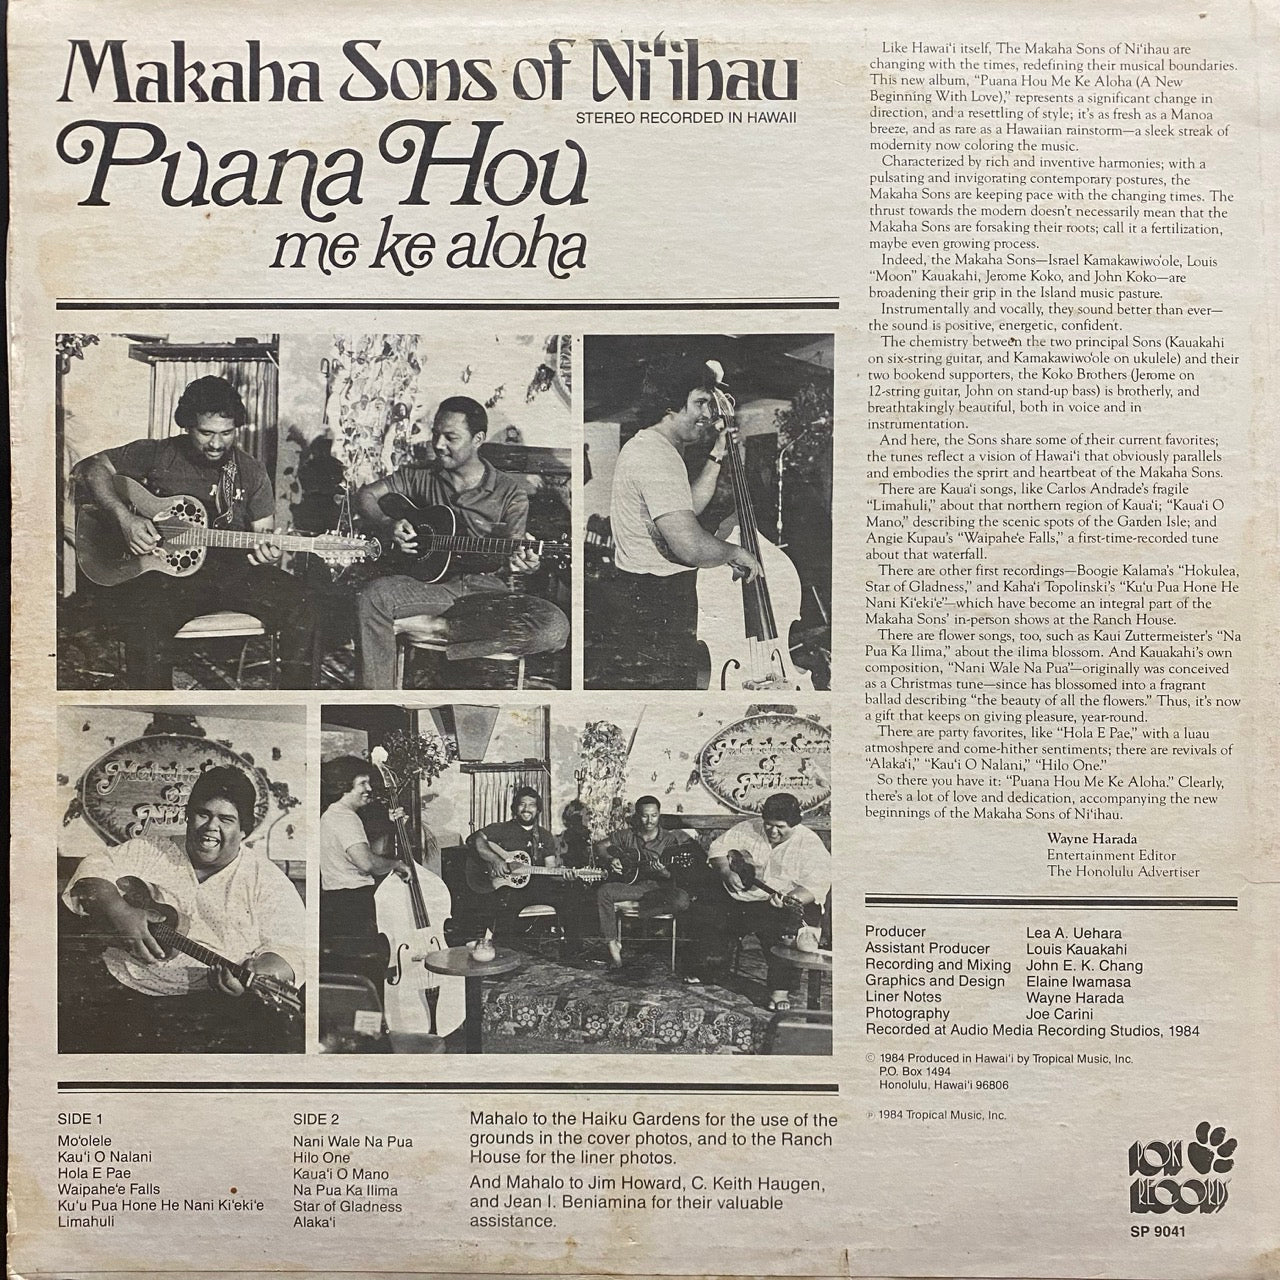 Makaha Sons of Ni‘ihau
STEREO RECORDED IN HAWAII
Puana Hou
me ke aloha
Like Hawai‘i itself, The Makaha Sons of Ni‘ihau are
changing with the times, redefining their musical boundaries.
This new album, “Puana Hou Me Ke Aloha (A New
Beginning With Love),” represents a significant change in
direction, and a resettling of style; it’s as fresh as a Manoa
breeze, and as rare as a Hawaiian rainstorm—a sleek streak of
modernity now coloring the music.
Characterized by rich and inventive harmonies; with a
pulsating and invigorating contemporary postures, the
Makaha Sons are keeping pace with the changing times. The
thrust towards the modern doesn’t necessarily mean that the
Makaha Sons are forsaking their roots; call it a fertilization,
maybe even growing process.
Indeed, the Makaha Sons—Israel Kamakawiwo‘ole, Louis
“Moon” Kauakahi, Jerome Koko, and John Koko—are
broadening their grip in the Island music pasture.
Instrumentally and vocally, they sound better than ever—
the sound is positive, energetic, confident.
The chemistry between the two principal Sons (Kauakahi
on six-string guitar, and Kamakawiwo‘ole on ukulele) and their
two bookend supporters, the Koko Brothers (Jerome on
12-string guitar, John on stand-up bass) is brotherly, and
breathtakingly beautiful, both in voice and in
instrumentation.
And here, the Sons share some of their current favorites;
the tunes reflect a vision of Hawai‘i that obviously parallels
and embodies the sprirt and heartbeat of the Makaha Sons.
There are Kaua‘i songs, like Carlos Andrade’s fragile
“Limahuli,” about that northern region of Kaua‘i; “Kaua‘i O
Mano,” describing the scenic spots of the Garden Isle; and
Angie Kupau’s “Waipahe‘e Falls,” a first-time-recorded tune
about that waterfall.
There are other first recordings—Boogie Kalama’s “Hokulea,
Star of Gladness,” and Kaha‘i Topolinski’s “Ku‘u Pua Hone He
Nani Ki‘eki‘e”—which have become an integral part of the
Makaha Sons’ in-person shows at the Ranch House.
There are flower songs, too, such as Kaui Zuttermeister’s “Na
Pua Ka Ilima,” about the ilima blossom. And Kauakahi’s own
composition, “Nani Wale Na Pua”—originally was conceived
as a Christmas tune—since has blossomed into a fragrant
ballad describing “the beauty of all the flowers.” Thus, it’s now
a gift that keeps on giving pleasure, year-round.
There are party favorites, like “Hola E Pae,” with a luau
atmoshpere and come-hither sentiments; there are revivals of
“Alaka‘i,” “Kau‘i O Nalani,” “Hilo One.”
So there you have it: “Puana Hou Me Ke Aloha.” Clearly,
there’s a lot of love and dedication, accompanying the new
beginnings of the Makaha Sons of Ni‘ihau.
Wayne Harada
Entertainment Editor
The Honolulu Advertiser
Producer Lea A. Uehara
Assistant Producer Louis Kauakahi
Recording and Mixing John E. K. Chang
Graphics and Design Elaine Iwamasa
Liner Notes Wayne Harada
Photography Joe Carini
Recorded at Audio Media Recording Studios, 1984
© 1984 Produced in Hawai‘i by Tropical Music, Inc.
P.O. Box 1494
Honolulu, Hawai‘i 96806
℗ 1984 Tropical Music, Inc.
SIDE 1
Mo‘olele
Kau‘i O Nalani
Hola E Pae
Waipahe‘e Falls
Ku‘u Pua Hone He Nani Ki‘eki‘e
Limahuli
SIDE 2
Nani Wale Na Pua
Hilo One
Kaua‘i O Mano
Na Pua Ka Ilima
Star of Gladness
Alaka‘i
Mahalo to the Haiku Gardens for the use of the
grounds in the cover photos, and to the Ranch
House for the liner photos.
And Mahalo to Jim Howard, C. Keith Haugen,
and Jean I. Beniamina for their valuable
assistance.
POKI
RECORDS
SP 9041